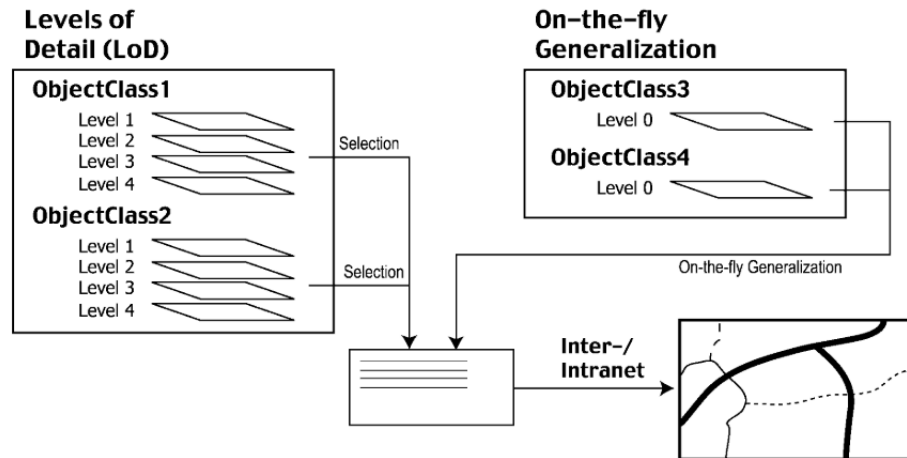 Levels of
Detail (LoD)
ObjectClass1
Level 1
Level 2
Level 3
Level 4
Selection
ObjectClass2
Level 1
Level 2
Level 3
Level 4
Selection
On-the-fly
Generalization
ObjectClass3
Level 0
ObjectClass4
Level 0
On-the-fly Generalization
Inter-/
Intranet